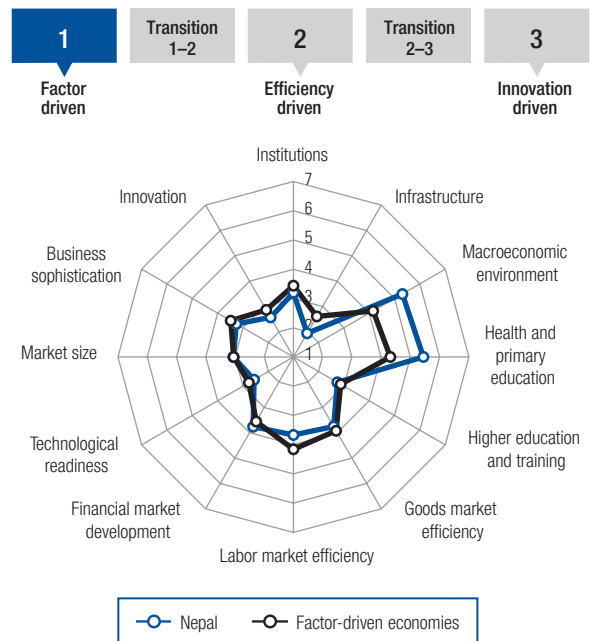 1
Transition
1–2
2
Transition
2–3
3
Factor
driven
Efficiency
driven
Innovation
driven
Institutions
Infrastructure
Macroeconomic
environment
Health and
primary
education
Higher education
and training
Goods market
efficiency
Labor market efficiency
Financial market
development
Technological
readiness
Market size
Business
sophistication
Innovation
7
6
5
4
3
2
1
Nepal
Factor-driven economies